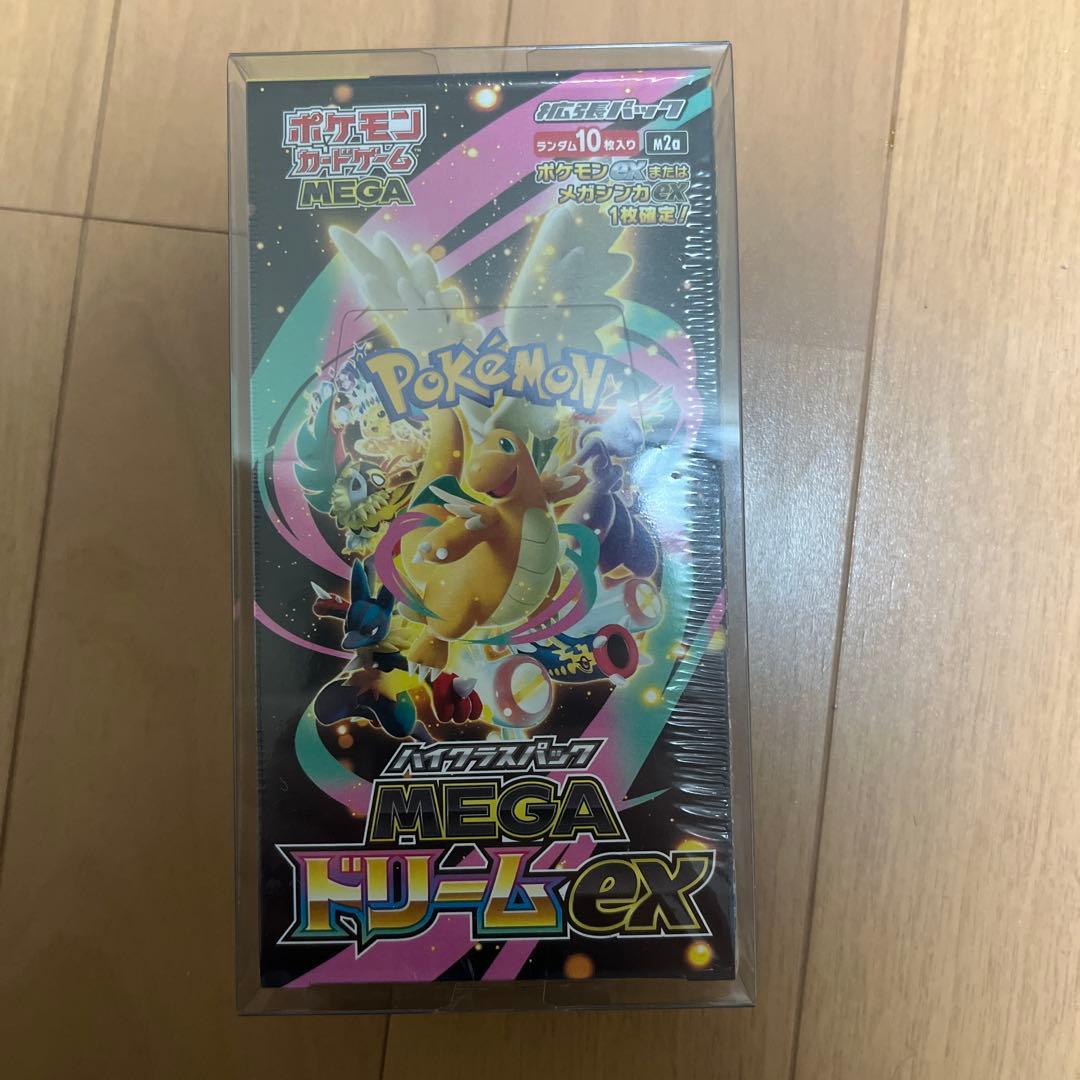 ポケモン
カードゲーム
MEGA
拡張パック
ランダム10枚入り M2a
ポケモンexまたは
メガシンカex
1枚確定!
POKéMON
ハイクラスパック
MEGA
ドリームex